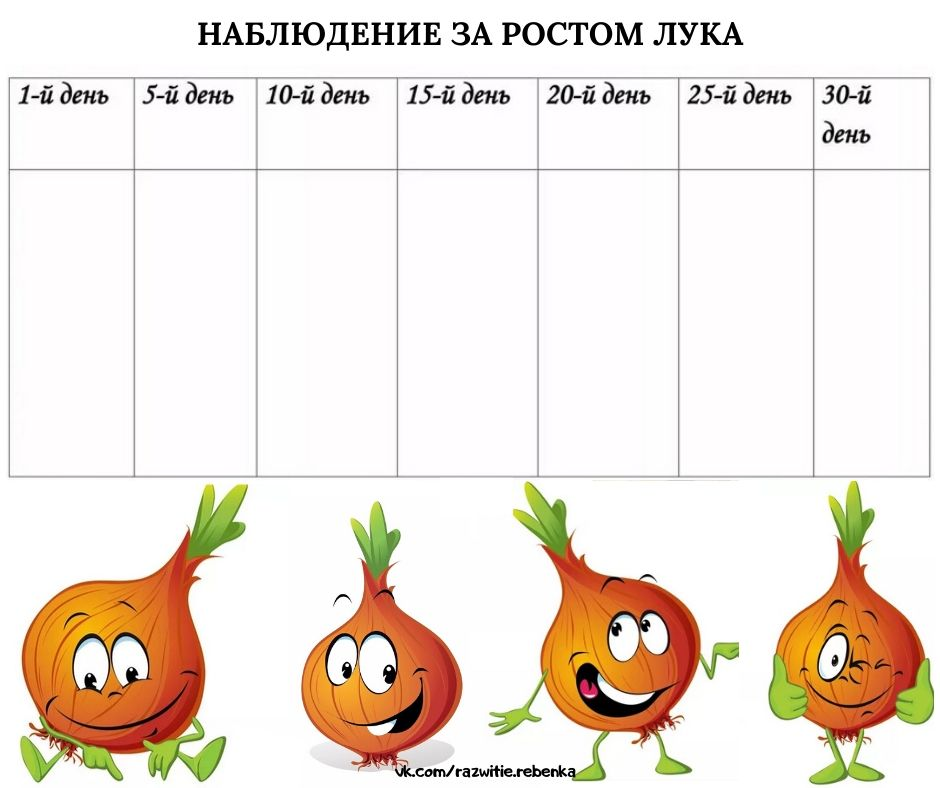 НАБЛЮДЕНИЕ ЗА РОСТОМ ЛУКА
1-й день
5-й день
10-й день
15-й день
20-й день
25-й день
30-й
день
vk.com/razwitie.rebenka